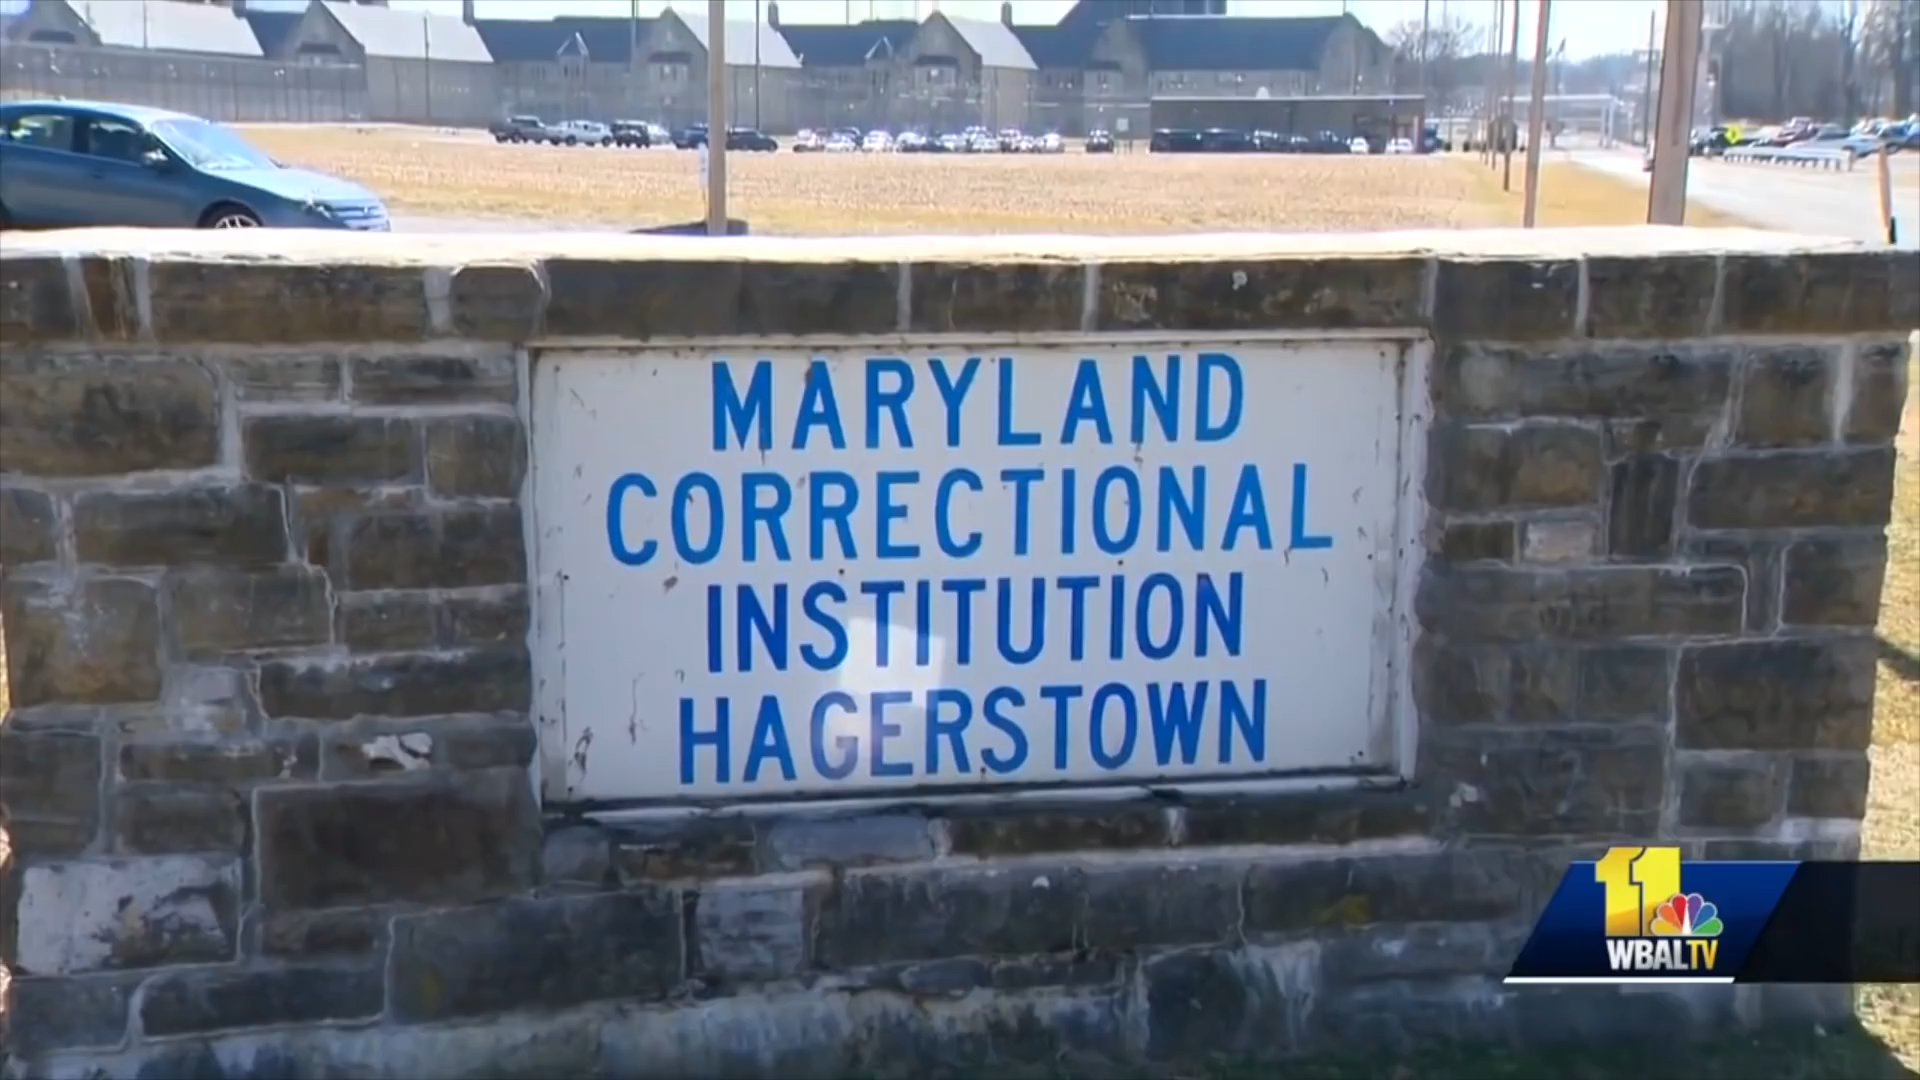 MARYLAND
CORRECTIONAL
INSTITUTION
HAGERSTOWN
11
WBALTV